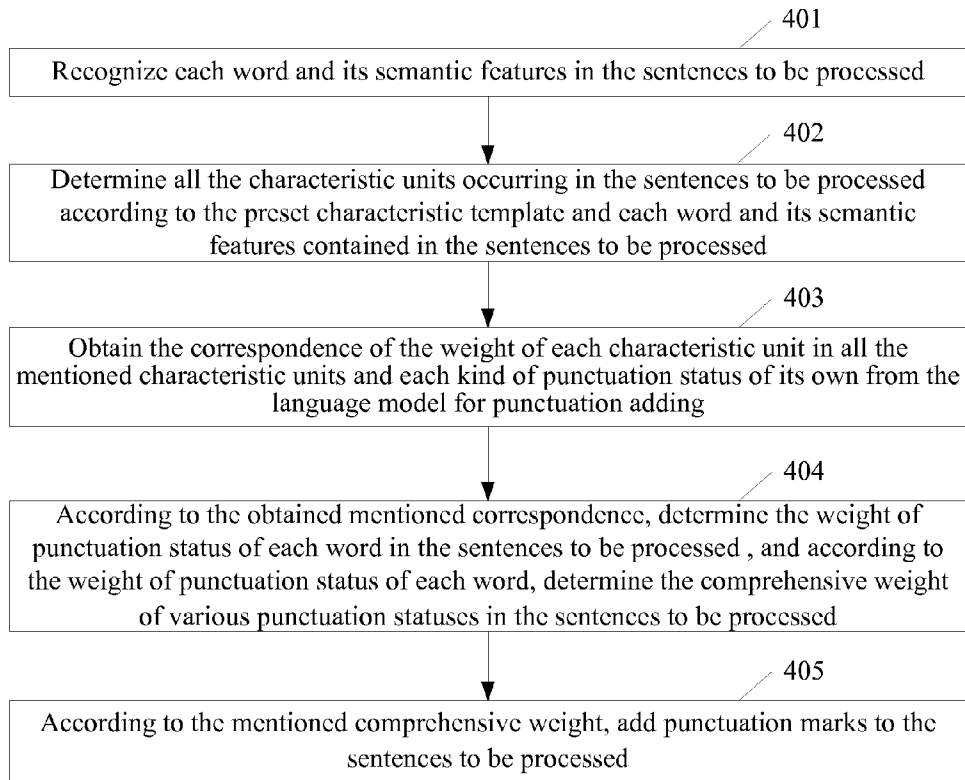 401
Recognize each word and its semantic features in the sentences to be processed
402
Determine all the characteristic units occurring in the sentences to be processed
according to the preset characteristic template and each word and its semantic
features contained in the sentences to be processed
403
Obtain the correspondence of the weight of each characteristic unit in all the
mentioned characteristic units and each kind of punctuation status of its own from the
language model for punctuation adding
404
According to the obtained mentioned correspondence, determine the weight of
punctuation status of each word in the sentences to be processed , and according to
the weight of punctuation status of each word, determine the comprehensive weight
of various punctuation statuses in the sentences to be processed
405
According to the mentioned comprehensive weight, add punctuation marks to the
sentences to be processed